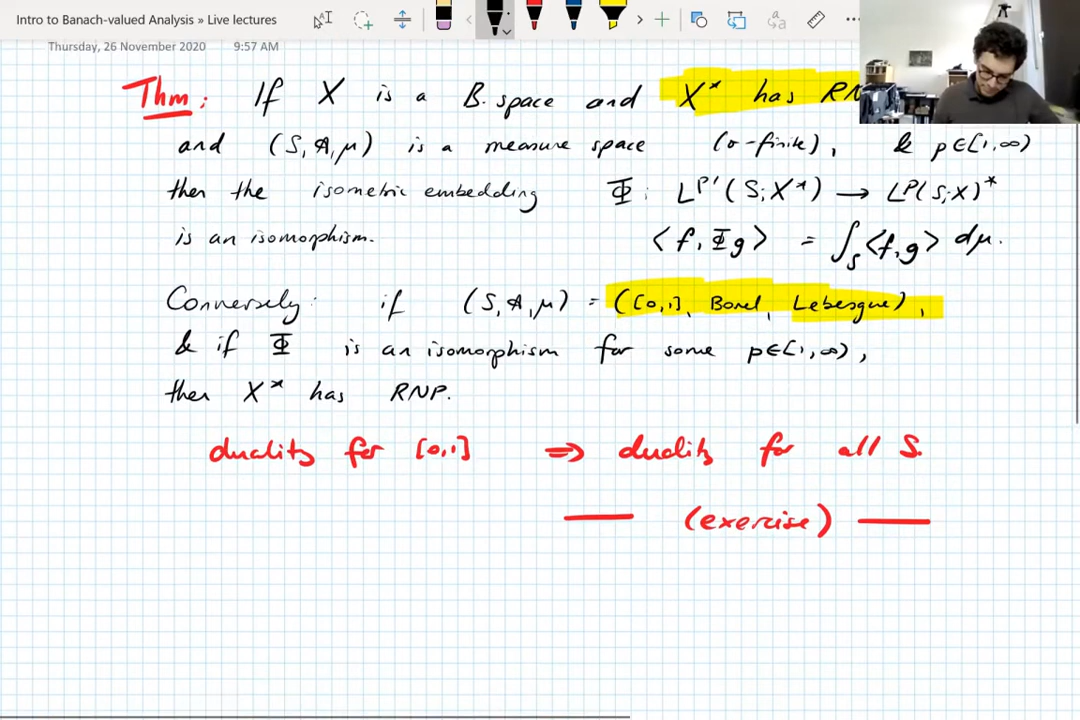 Intro to Banach-valued Analysis » Live lectures
Thursday, 26 November 2020 9:57 AM
Thm: If X is a B. space and X* has RN
and (S, A, μ) is a measure space (σ-finite), & p∈[1,∞)
then the isometric embedding Φ: L^p'(S; X*) → L^p(S;X)*
is an isomorphism. <f, Φg> = ∫_S <f,g> dμ.
Conversely: if (S, A, μ) = ([0,1], Borel, Lebesgue),
& if Φ is an isomorphism for some p∈[1,∞),
then X* has RNP.
duality for [0,1] => duality for all S.
— (exercise) —